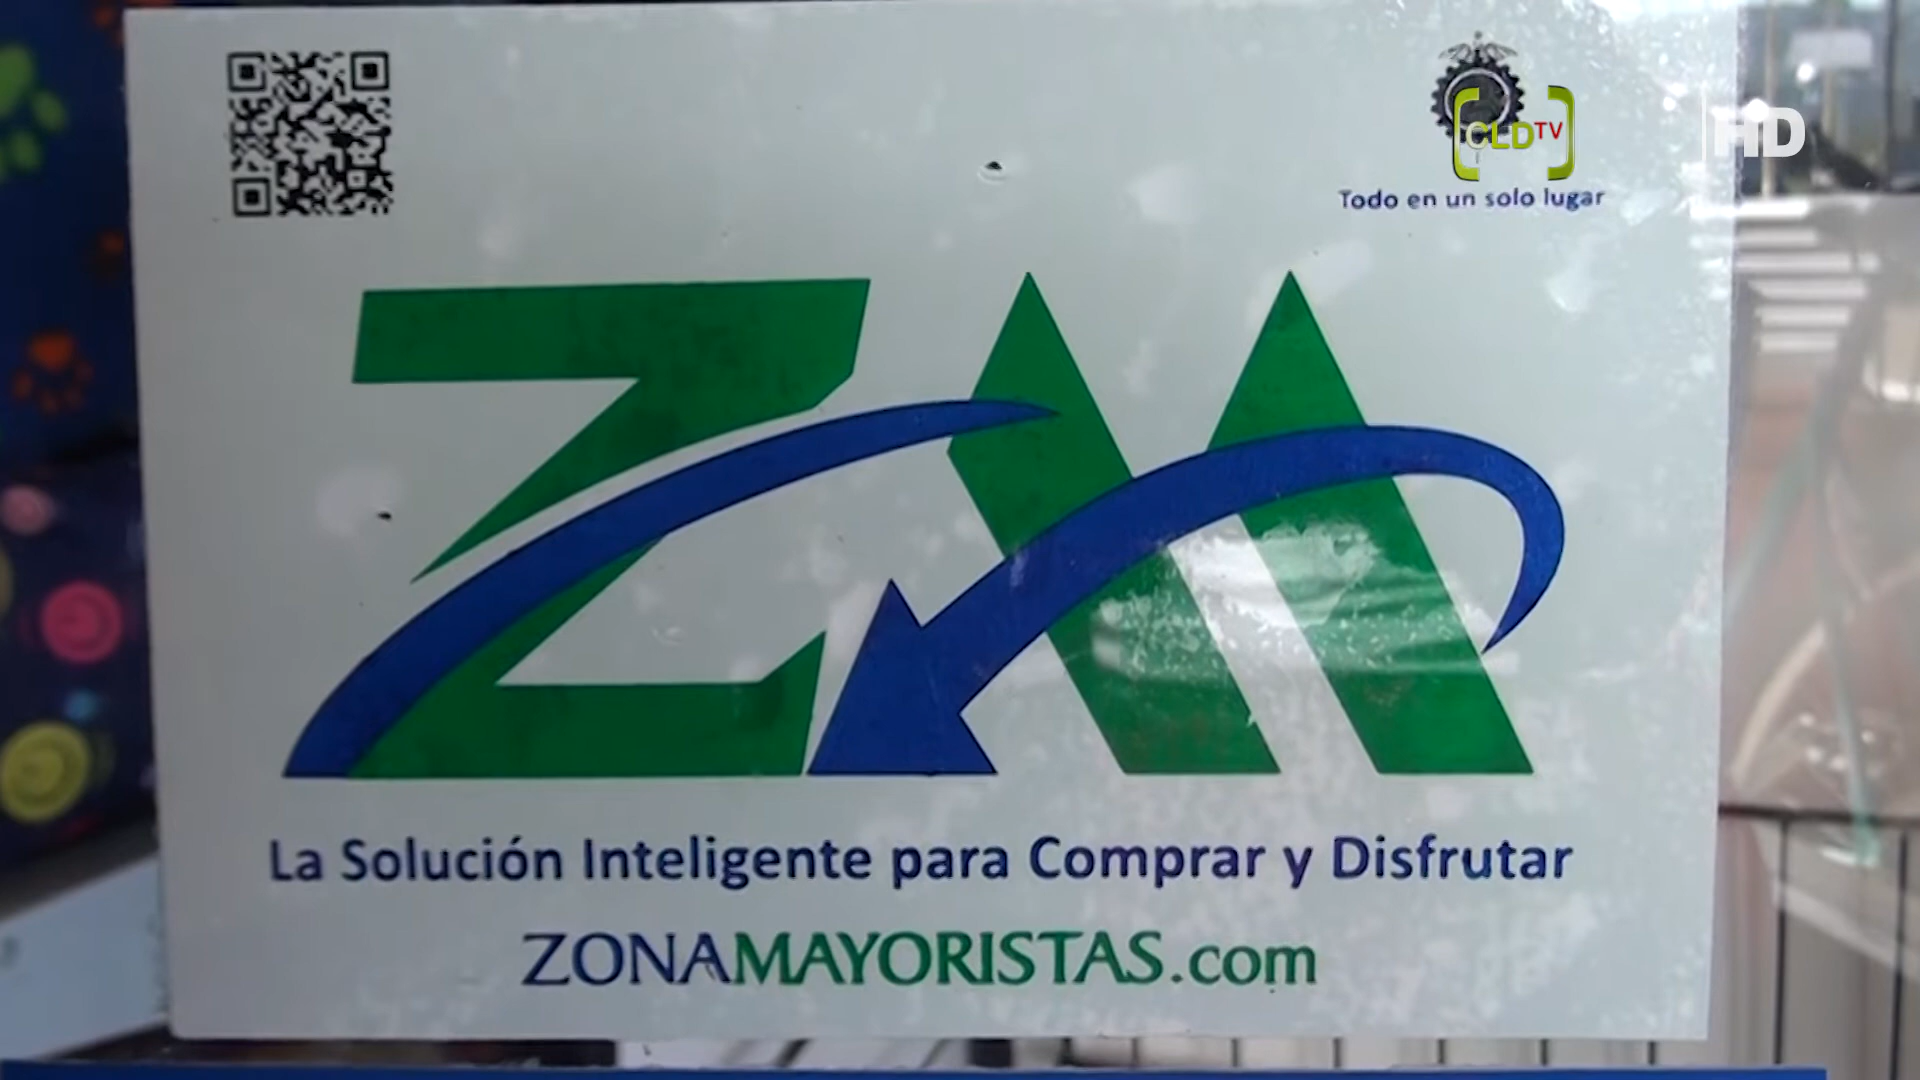 CLDTV
HD
Todo en un solo lugar
ZM
La Solución Inteligente para Comprar y Disfrutar
ZONAMAYORISTAS.com